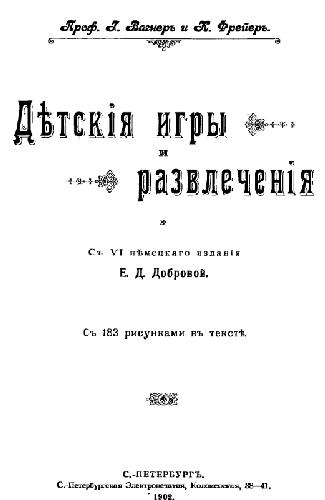 Проф. Г. Вагнеръ и К. Фрейеръ.
Дѣтскія игры
и
развлеченія
Съ VI нѣмецкаго изданія
Е. Д. Добровой.
Съ 183 рисунками въ текстѣ.
С.-ПЕТЕРБУРГЪ.
С.-Петербургская Электропечатня, 38—41.
1902.